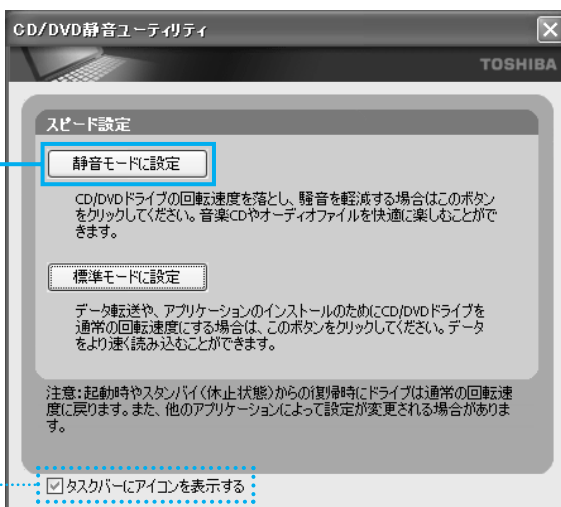 CD/DVD静音ユーティリティ
TOSHIBA
スピード設定
静音モードに設定
CD/DVDドライブの回転速度を落とし、騒音を軽減する場合はこのボタン
をクリックしてください。音楽CDやオーディオファイルを快適に楽しむことがで
きます。
標準モードに設定
データ転送や、アプリケーションのインストールのためにCD/DVDドライブを
通常の回転速度にする場合は、このボタンをクリックしてください。データ
をより速く読み込むことができます。
注意:起動時やスタンバイ(休止状態)からの復帰時にドライブは通常の回転速
度に戻ります。また、他のアプリケーションによって設定が変更される場合がありま
す。
タスクバーにアイコンを表示する